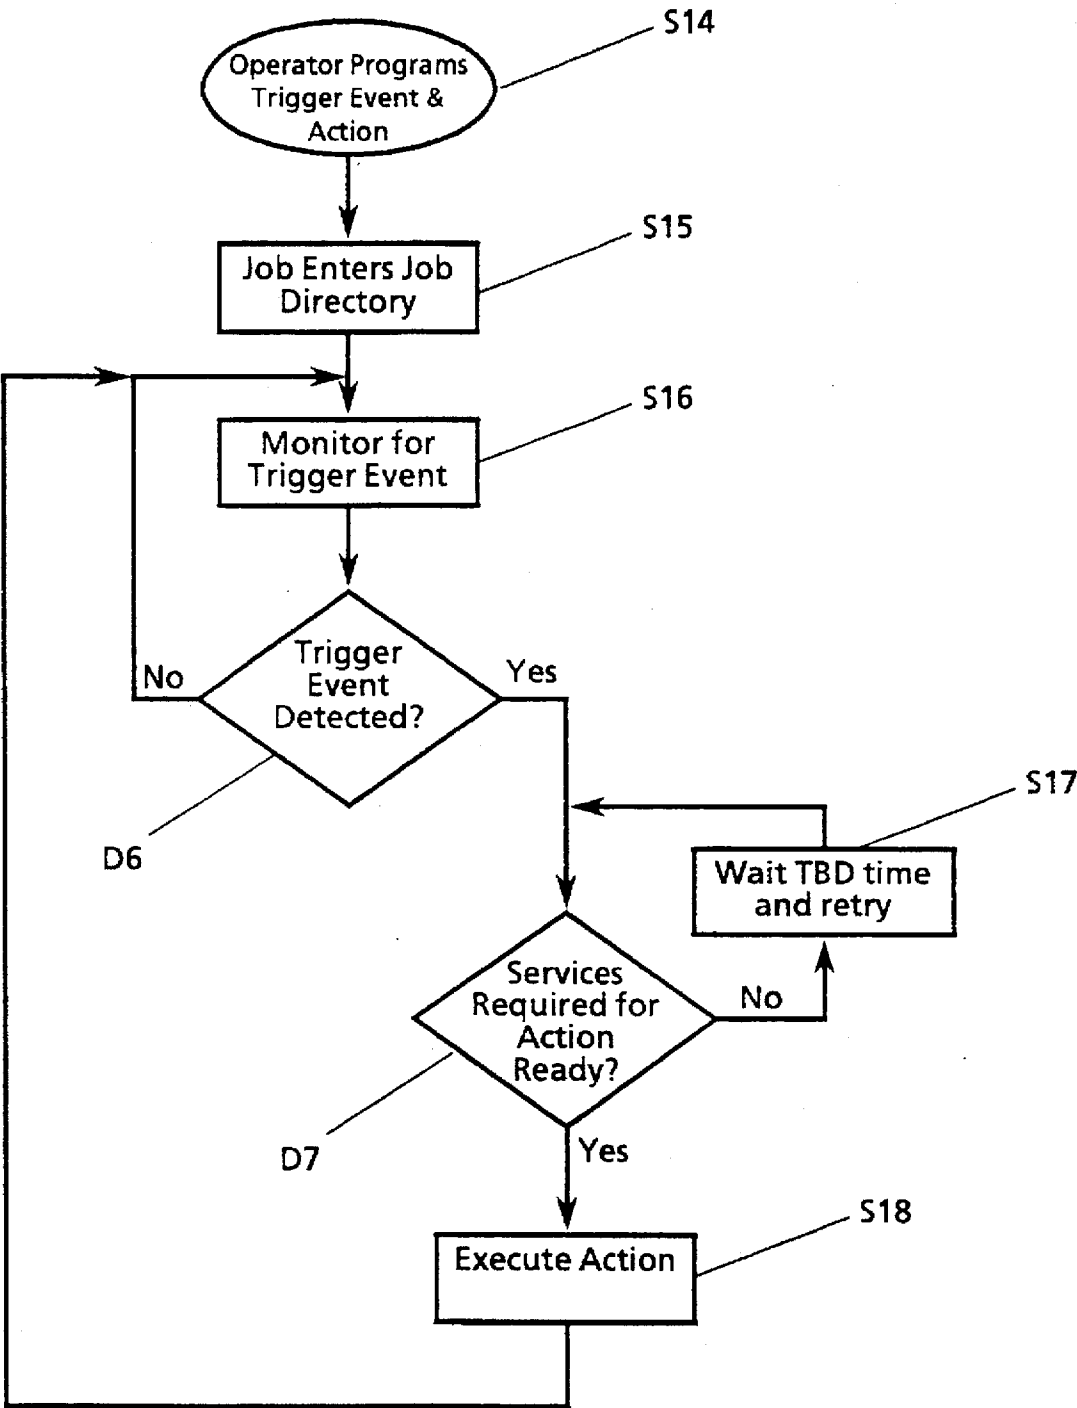 S14
Operator Programs
Trigger Event &
Action
S15
Job Enters Job
Directory
S16
Monitor for
Trigger Event
Trigger
Event
Detected?
No
Yes
D6
S17
Wait TBD time
and retry
Services
Required for
Action
Ready?
No
D7
Yes
S18
Execute Action